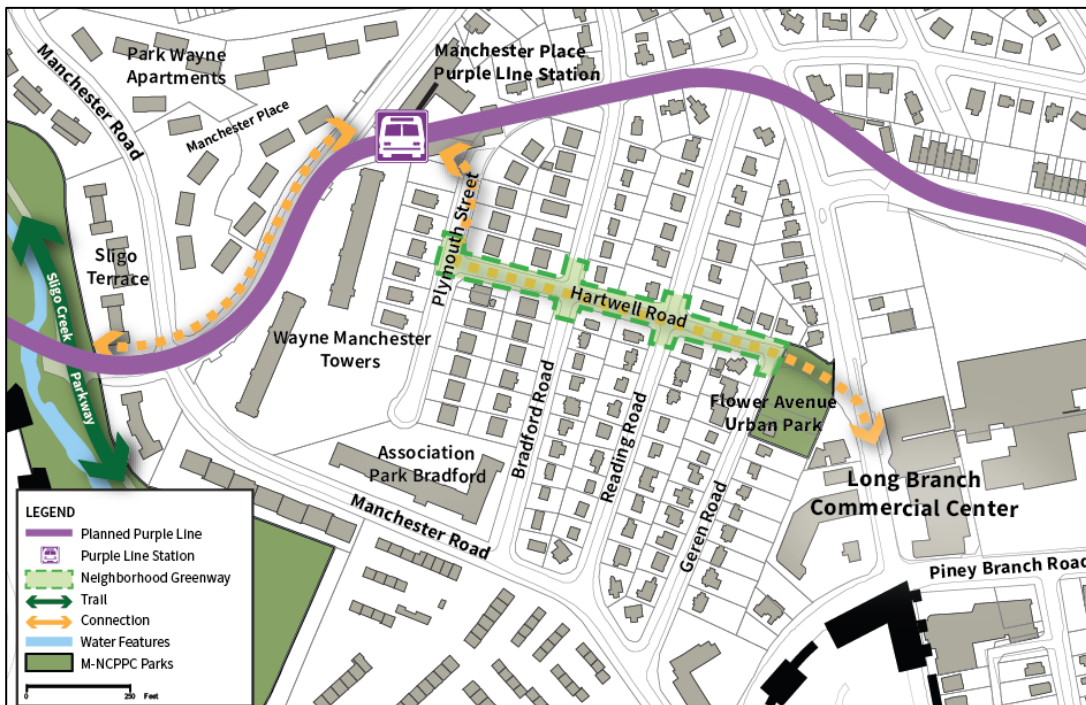 Manchester Road
Park Wayne
Apartments
Manchester Place
Manchester Place
Purple LIne Station
Sligo
Terrace
Sligo Creek
Parkway
Plymouth Street
Hartwell Road
Wayne Manchester
Towers
Bradford Road
Reading Road
Geren Road
Flower Avenue
Urban Park
Association
Park Bradford
Manchester Road
Long Branch
Commercial Center
Piney Branch Road
LEGEND
Planned Purple Line
Purple Line Station
Neighborhood Greenway
Trail
Connection
Water Features
M-NCPPC Parks
0 250
Feet